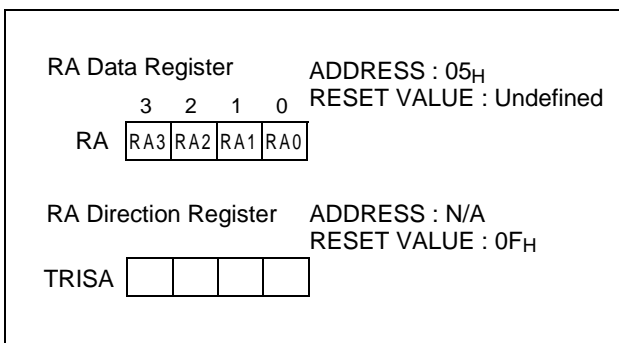 RA Data Register ADDRESS : 05H
RESET VALUE : Undefined
3 2 1 0
RA RA3 RA2 RA1 RA0
RA Direction Register ADDRESS : N/A
RESET VALUE : 0FH
TRISA